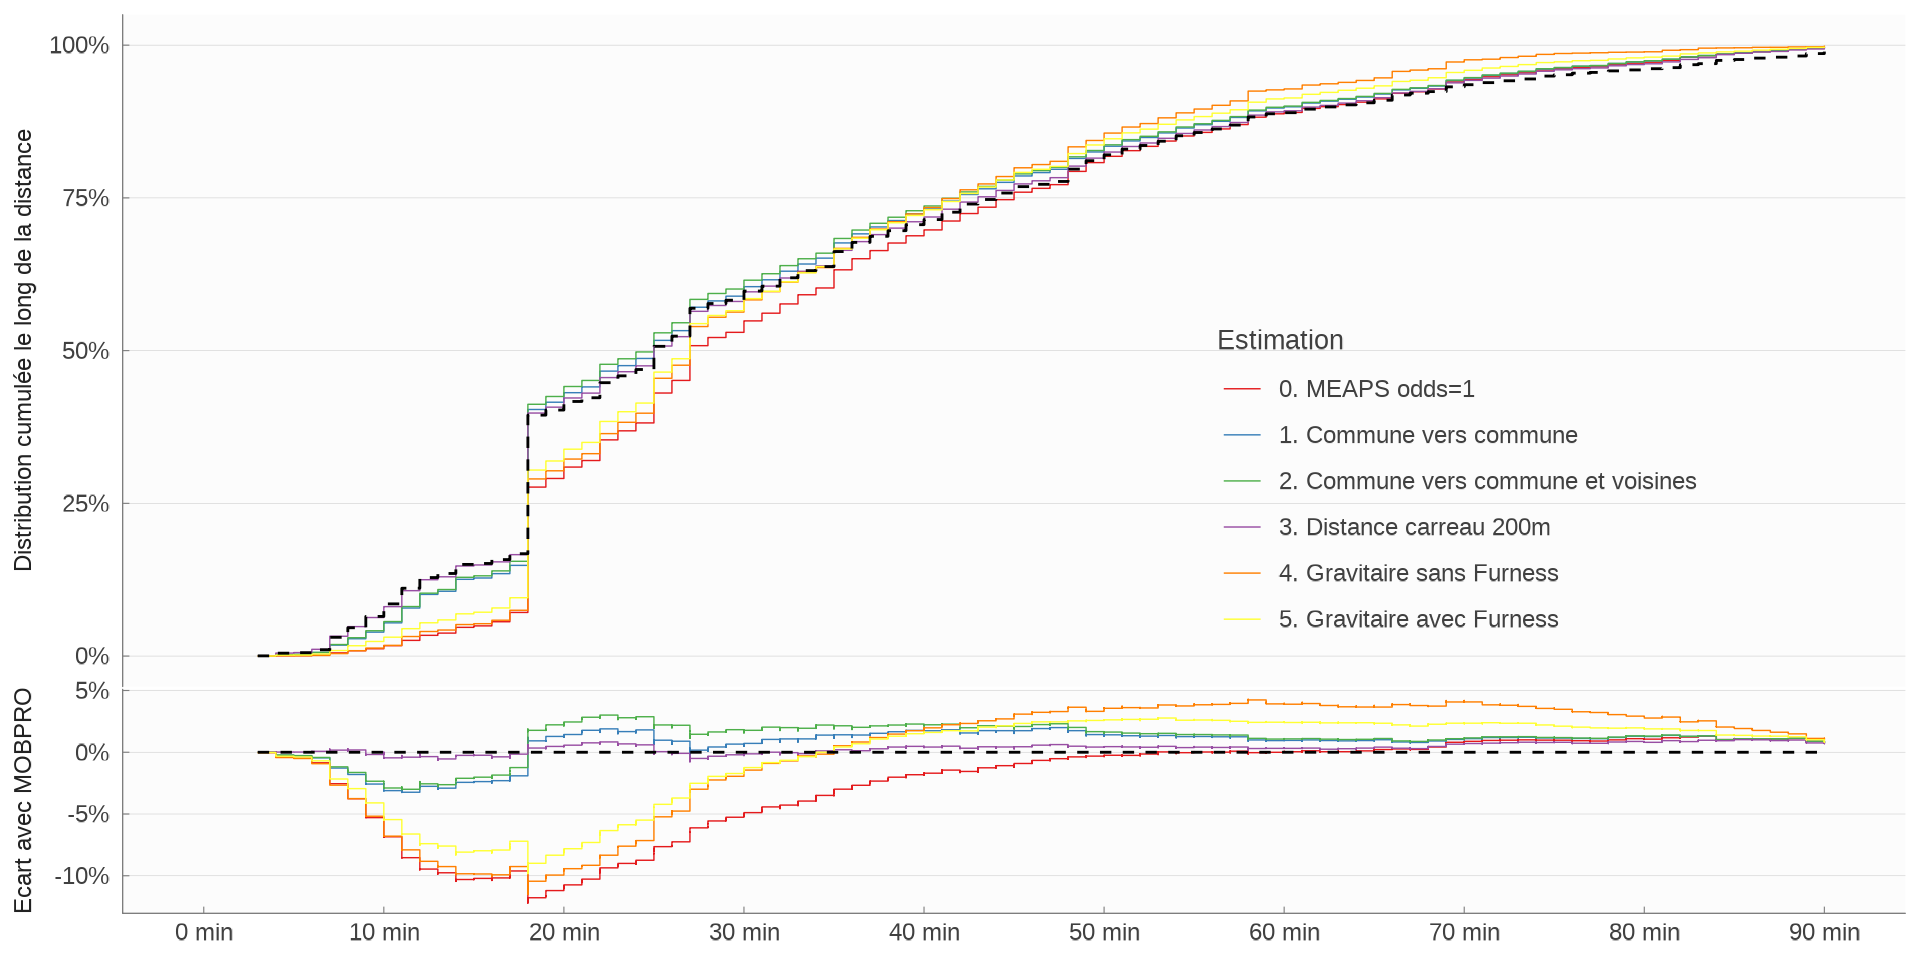 Distribution cumulée le long de la distance
100%
75%
50%
25%
0%
Estimation
0. MEAPS odds=1
1. Commune vers commune
2. Commune vers commune et voisines
3. Distance carreau 200m
4. Gravitaire sans Furness
5. Gravitaire avec Furness
Ecart avec MOBPRO
5%
0%
-5%
-10%
0 min
10 min
20 min
30 min
40 min
50 min
60 min
70 min
80 min
90 min